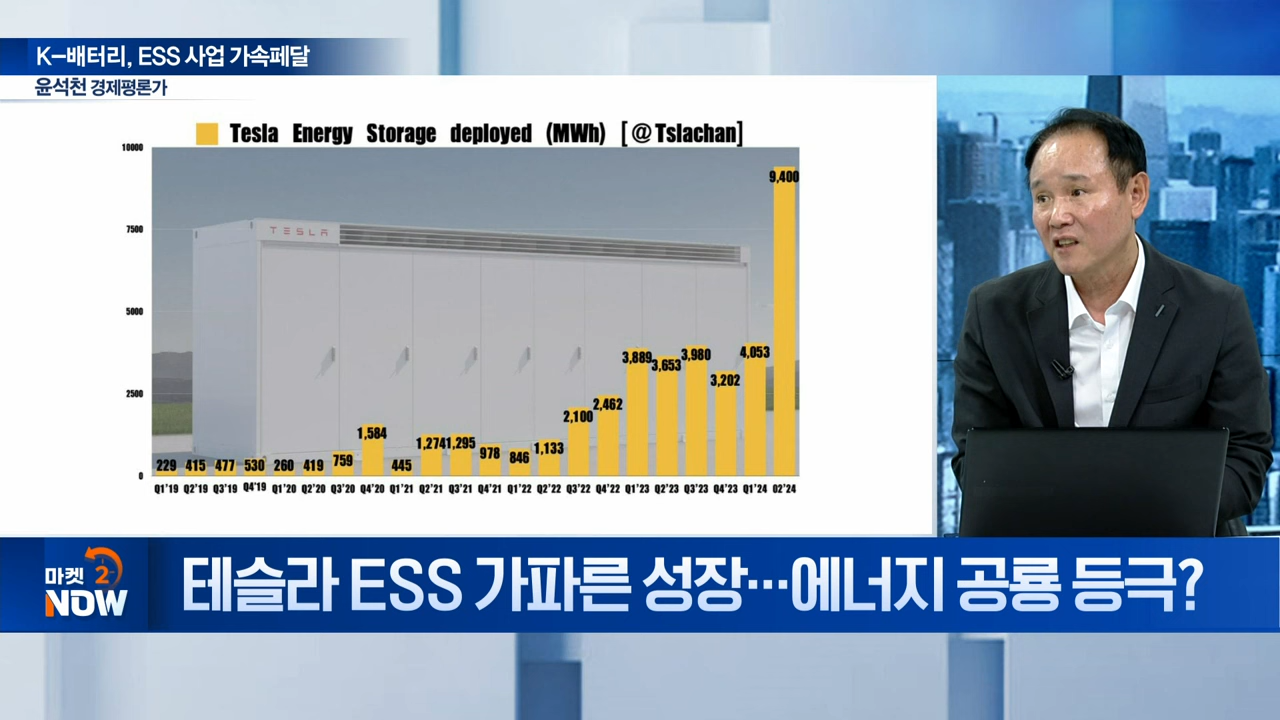 K-배터리, ESS 사업 가속페달
윤석천 경제평론가
Tesla Energy Storage deployed (MWh) [@Tslachan]
10000
7500
5000
2500
0
TESLA
229 415 477 530 260 419 759 1,584 445 1,274 1,295 978 846 1,133 2,100 2,462 3,889 3,653 3,980 3,202 4,053 9,400
Q1'19 Q2'19 Q3'19 Q4'19 Q1'20 Q2'20 Q3'20 Q4'20 Q1'21 Q2'21 Q3'21 Q4'21 Q1'22 Q2'22 Q3'22 Q4'22 Q1'23 Q2'23 Q3'23 Q4'23 Q1'24 Q2'24
마켓 2
NOW
테슬라 ESS 가파른 성장…에너지 공룡 등극?